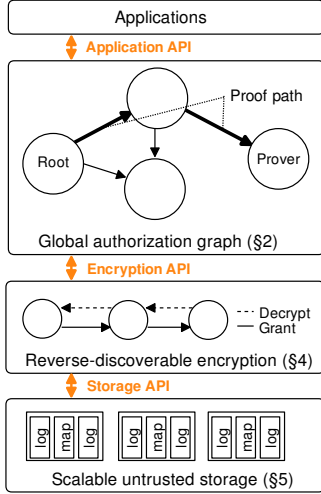 Applications
Application API
Proof path
Root
Prover
Global authorization graph (§2)
Encryption API
Decrypt
Grant
Reverse-discoverable encryption (§4)
Storage API
log map log log map log log map log
Scalable untrusted storage (§5)